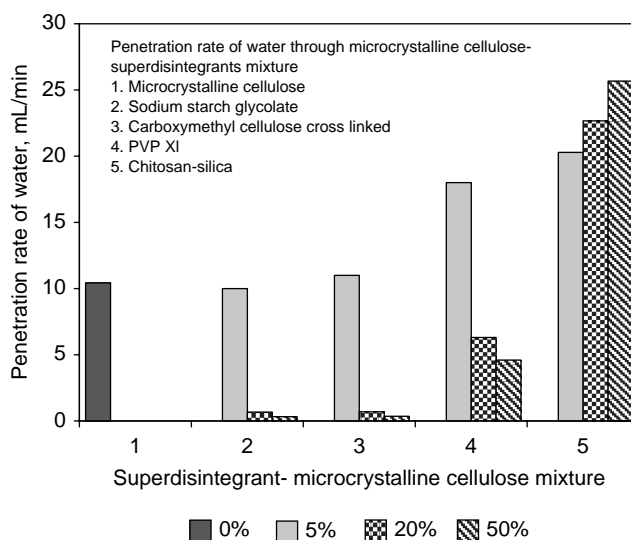 30
25
20
15
10
5
0
Penetration rate of water, mL/min
Penetration rate of water through microcrystalline cellulose-
superdisintegrants mixture
1. Microcrystalline cellulose
2. Sodium starch glycolate
3. Carboxymethyl cellulose cross linked
4. PVP XI
5. Chitosan-silica
1 2 3 4 5
Superdisintegrant- microcrystalline cellulose mixture
0% 5% 20% 50%